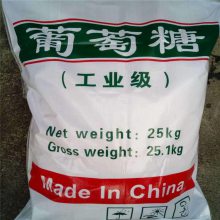 葡萄糖
（工业级）
Net weight: 25kg
Gross weight: 25.1kg
Made In China